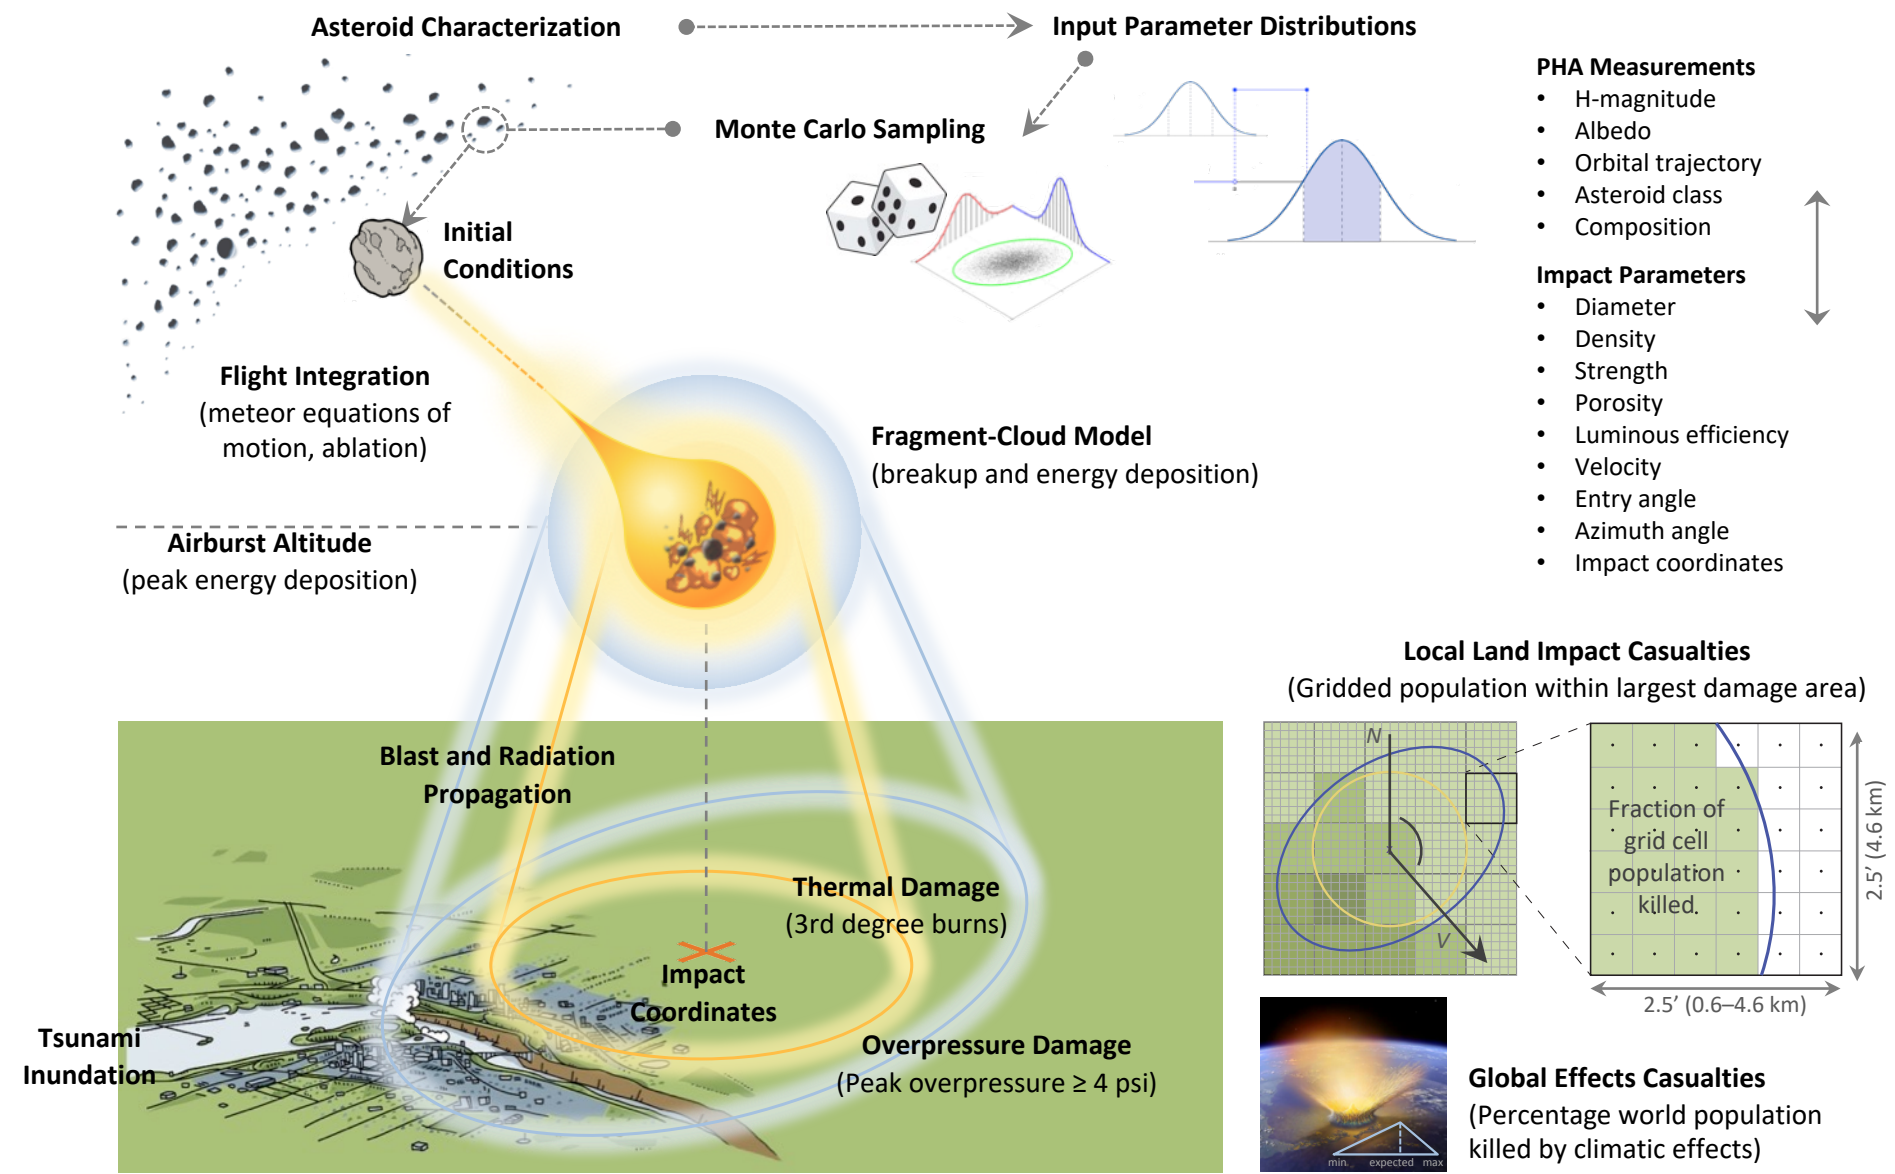 Asteroid Characterization
Input Parameter Distributions
Monte Carlo Sampling
Initial
Conditions
Flight Integration
(meteor equations of
motion, ablation)
Fragment-Cloud Model
(breakup and energy deposition)
Airburst Altitude
(peak energy deposition)
PHA Measurements
• H-magnitude
• Albedo
• Orbital trajectory
• Asteroid class
• Composition
Impact Parameters
• Diameter
• Density
• Strength
• Porosity
• Luminous efficiency
• Velocity
• Entry angle
• Azimuth angle
• Impact coordinates
Blast and Radiation
Propagation
Thermal Damage
(3rd degree burns)
Impact
Coordinates
Tsunami
Inundation
Overpressure Damage
(Peak overpressure ≥ 4 psi)
Local Land Impact Casualties
(Gridded population within largest damage area)
N
V
Fraction of
grid cell
population
killed
2.5’ (4.6 km)
2.5’ (0.6–4.6 km)
min. expected max
Global Effects Casualties
(Percentage world population
killed by climatic effects)